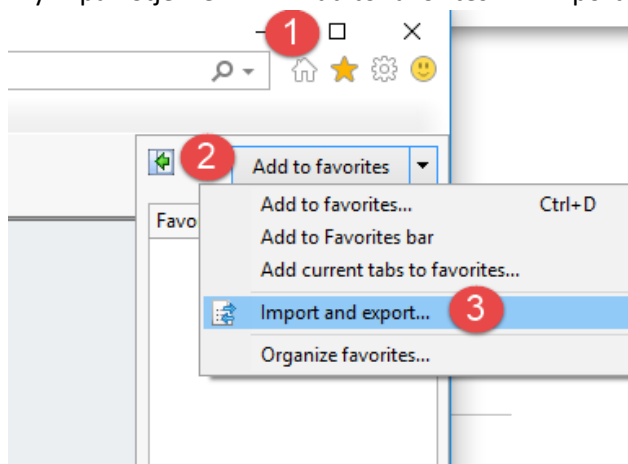 1
2
Add to favorites
Favo
Add to favorites... Ctrl+D
Add to Favorites bar
Add current tabs to favorites...
Import and export... 3
Organize favorites...